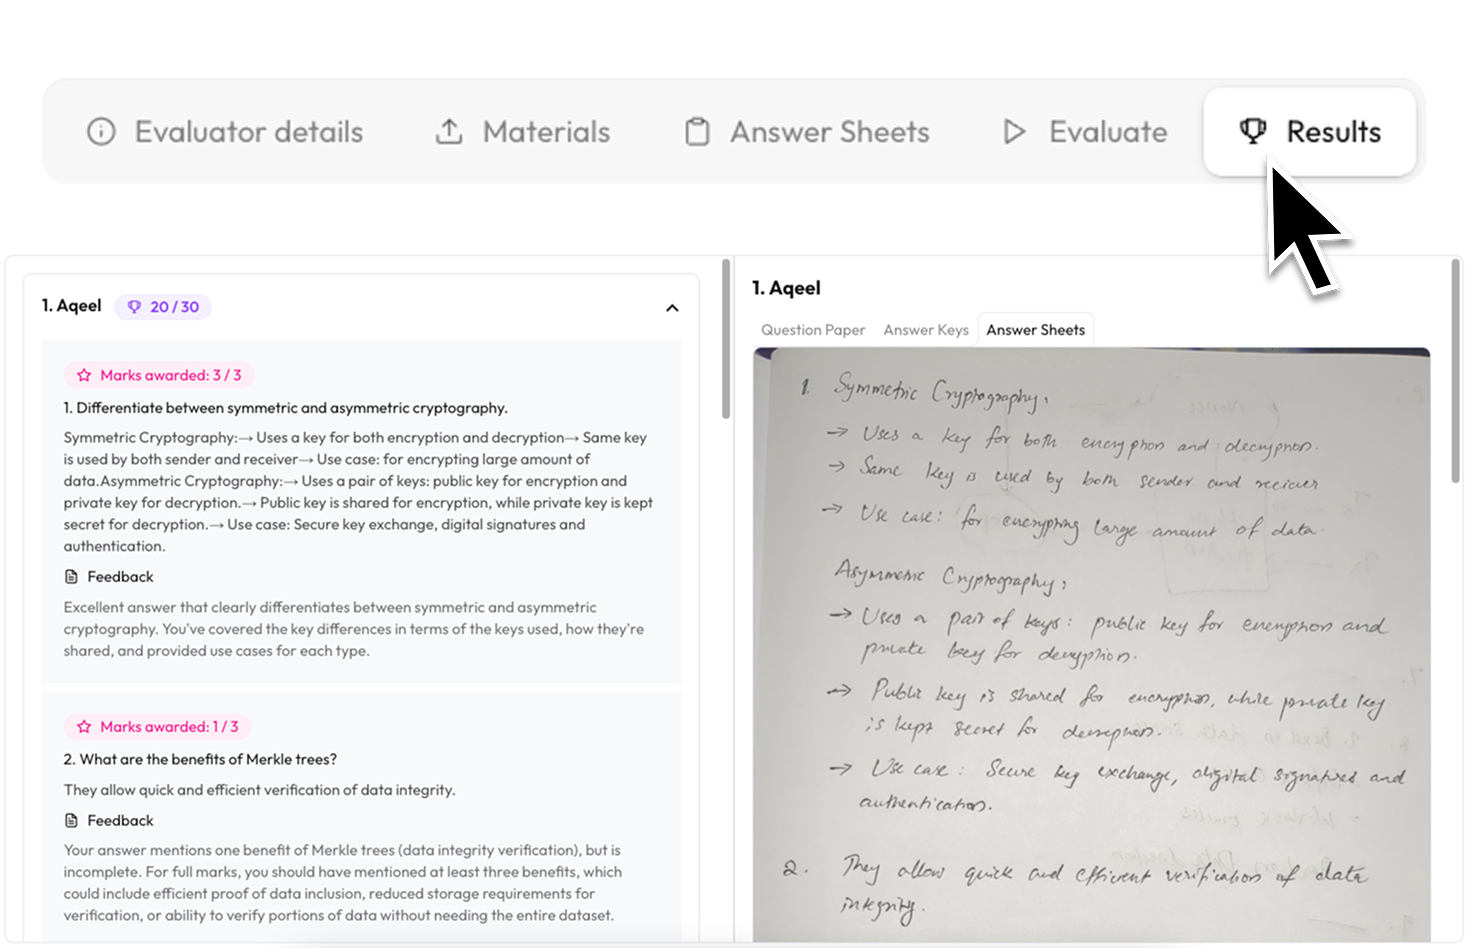 Evaluator details
Materials
Answer Sheets
Evaluate
Results
1. Aqeel
20 / 30
Marks awarded: 3 / 3
1. Differentiate between symmetric and asymmetric cryptography.
Symmetric Cryptography:→ Uses a key for both encryption and decryption→ Same key
is used by both sender and receiver→ Use case: for encrypting large amount of
data.Asymmetric Cryptography:→ Uses a pair of keys: public key for encryption and
private key for decryption.→ Public key is shared for encryption, while private key is kept
secret for decryption.→ Use case: Secure key exchange, digital signatures and
authentication.
Feedback
Excellent answer that clearly differentiates between symmetric and asymmetric
cryptography. You've covered the key differences in terms of the keys used, how they're
shared, and provided use cases for each type.
Marks awarded: 1 / 3
2. What are the benefits of Merkle trees?
They allow quick and efficient verification of data integrity.
Feedback
Your answer mentions one benefit of Merkle trees (data integrity verification), but is
incomplete. For full marks, you should have mentioned at least three benefits, which
could include efficient proof of data inclusion, reduced storage requirements for
verification, or ability to verify portions of data without needing the entire dataset.
1. Aqeel
Question Paper
Answer Keys
Answer Sheets
1. Symmetric Cryptography:
→ Uses a key for both encryption and decryption.
→ Same key is used by both sender and reciever
→ Use case: for encrypting large amount of data.
Asymmetric Cryptography:
→ Uses a pair of keys: public key for encryption and
private key for decryption.
→ Public key is shared for encryption, while private key
is kept secret for decryption.
→ Use case: Secure key exchange, digital signatures and
authentication.
2. They allow quick and efficient verification of data
integrity.